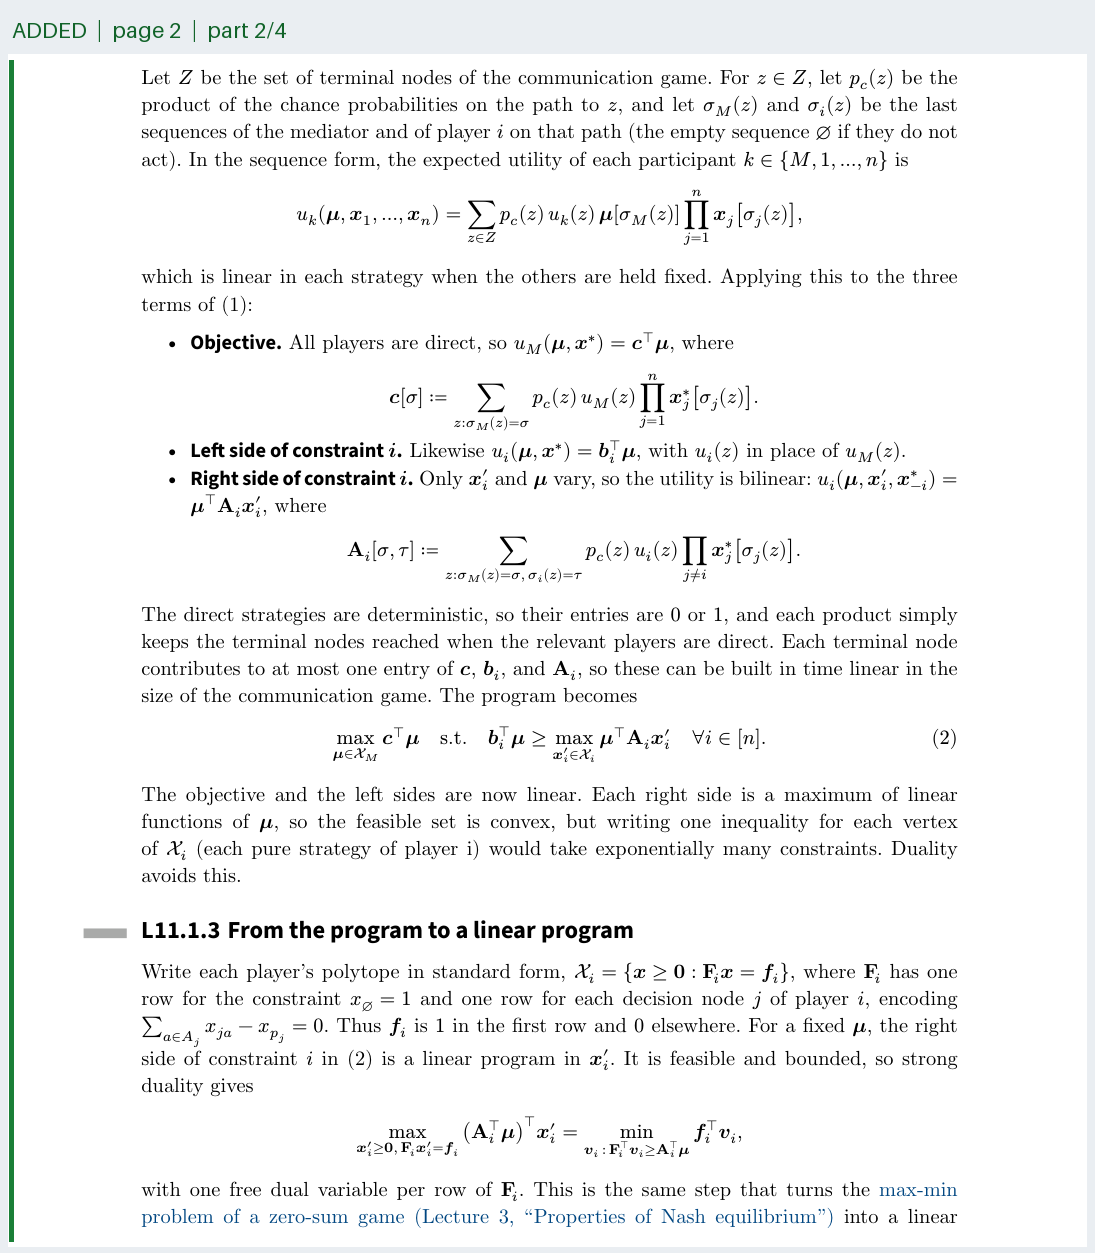 ADDED | page 2 | part 2/4
Let Z be the set of terminal nodes of the communication game. For z ∈ Z, let p_c(z) be the
product of the chance probabilities on the path to z, and let σ_M(z) and σ_i(z) be the last
sequences of the mediator and of player i on that path (the empty sequence ∅ if they do not
act). In the sequence form, the expected utility of each participant k ∈ {M, 1, ..., n} is
u_k(μ, x_1, ..., x_n) = ∑_{z∈Z} p_c(z) u_k(z) μ[σ_M(z)] ∏_{j=1}^{n} x_j[σ_j(z)],
which is linear in each strategy when the others are held fixed. Applying this to the three
terms of (1):
• Objective. All players are direct, so u_M(μ, x*) = c^⊤ μ, where
c[σ] := ∑_{z:σ_M(z)=σ} p_c(z) u_M(z) ∏_{j=1}^{n} x*_j[σ_j(z)].
• Left side of constraint i. Likewise u_i(μ, x*) = b_i^⊤ μ, with u_i(z) in place of u_M(z).
• Right side of constraint i. Only x'_i and μ vary, so the utility is bilinear: u_i(μ, x'_i, x*_{−i}) =
μ^⊤ A_i x'_i, where
A_i[σ, τ] := ∑_{z:σ_M(z)=σ, σ_i(z)=τ} p_c(z) u_i(z) ∏_{j≠i} x*_j[σ_j(z)].
The direct strategies are deterministic, so their entries are 0 or 1, and each product simply
keeps the terminal nodes reached when the relevant players are direct. Each terminal node
contributes to at most one entry of c, b_i, and A_i, so these can be built in time linear in the
size of the communication game. The program becomes
max_{μ∈𝒳_M} c^⊤ μ s.t. b_i^⊤ μ ≥ max_{x'_i∈𝒳_i} μ^⊤ A_i x'_i ∀i ∈ [n]. (2)
The objective and the left sides are now linear. Each right side is a maximum of linear
functions of μ, so the feasible set is convex, but writing one inequality for each vertex
of 𝒳_i (each pure strategy of player i) would take exponentially many constraints. Duality
avoids this.
L11.1.3 From the program to a linear program
Write each player's polytope in standard form, 𝒳_i = {x ≥ 0 : F_i x = f_i}, where F_i has one
row for the constraint x_∅ = 1 and one row for each decision node j of player i, encoding
∑_{a∈A_j} x_{ja} − x_{p_j} = 0. Thus f_i is 1 in the first row and 0 elsewhere. For a fixed μ, the right
side of constraint i in (2) is a linear program in x'_i. It is feasible and bounded, so strong
duality gives
max_{x'_i≥0, F_i x'_i=f_i} (A_i^⊤ μ)^⊤ x'_i = min_{v_i : F_i^⊤ v_i ≥ A_i^⊤ μ} f_i^⊤ v_i,
with one free dual variable per row of F_i. This is the same step that turns the max-min
problem of a zero-sum game (Lecture 3, “Properties of Nash equilibrium”) into a linear